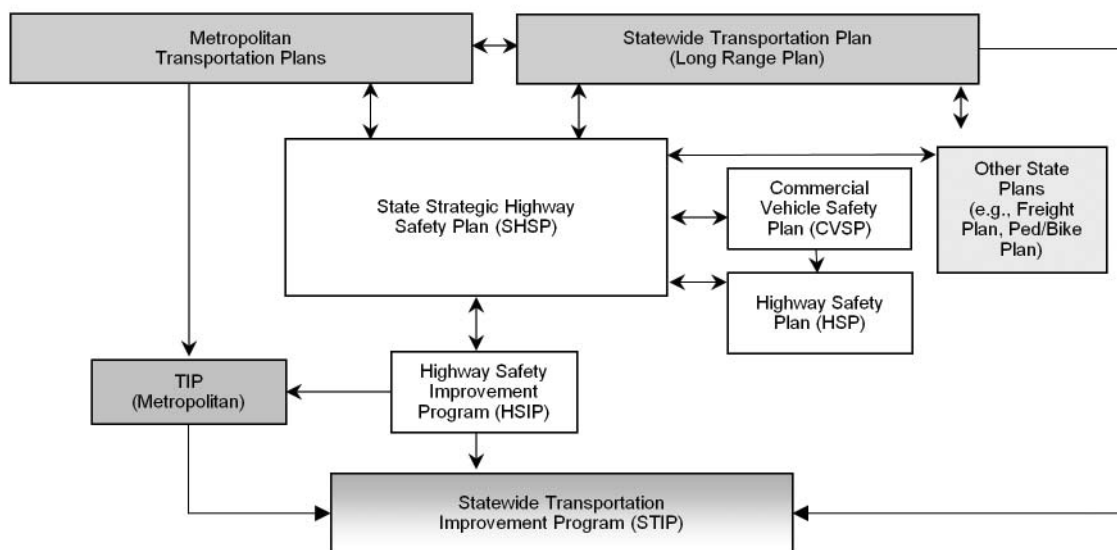 Metropolitan
Transportation Plans
Statewide Transportation Plan
(Long Range Plan)
State Strategic Highway
Safety Plan (SHSP)
Commercial
Vehicle Safety
Plan (CVSP)
Other State
Plans
(e.g., Freight
Plan, Ped/Bike
Plan)
Highway Safety
Plan (HSP)
TIP
(Metropolitan)
Highway Safety
Improvement
Program (HSIP)
Statewide Transportation
Improvement Program (STIP)